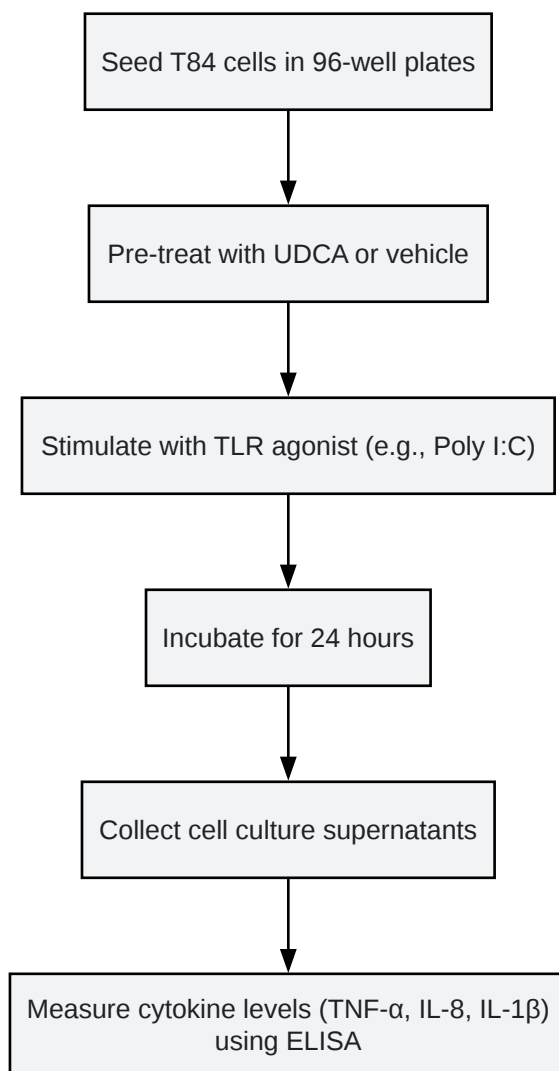 Seed T84 cells in 96-well plates
Pre-treat with UDCA or vehicle
Stimulate with TLR agonist (e.g., Poly I:C)
Incubate for 24 hours
Collect cell culture supernatants
Measure cytokine levels (TNF-α, IL-8, IL-1β)
using ELISA